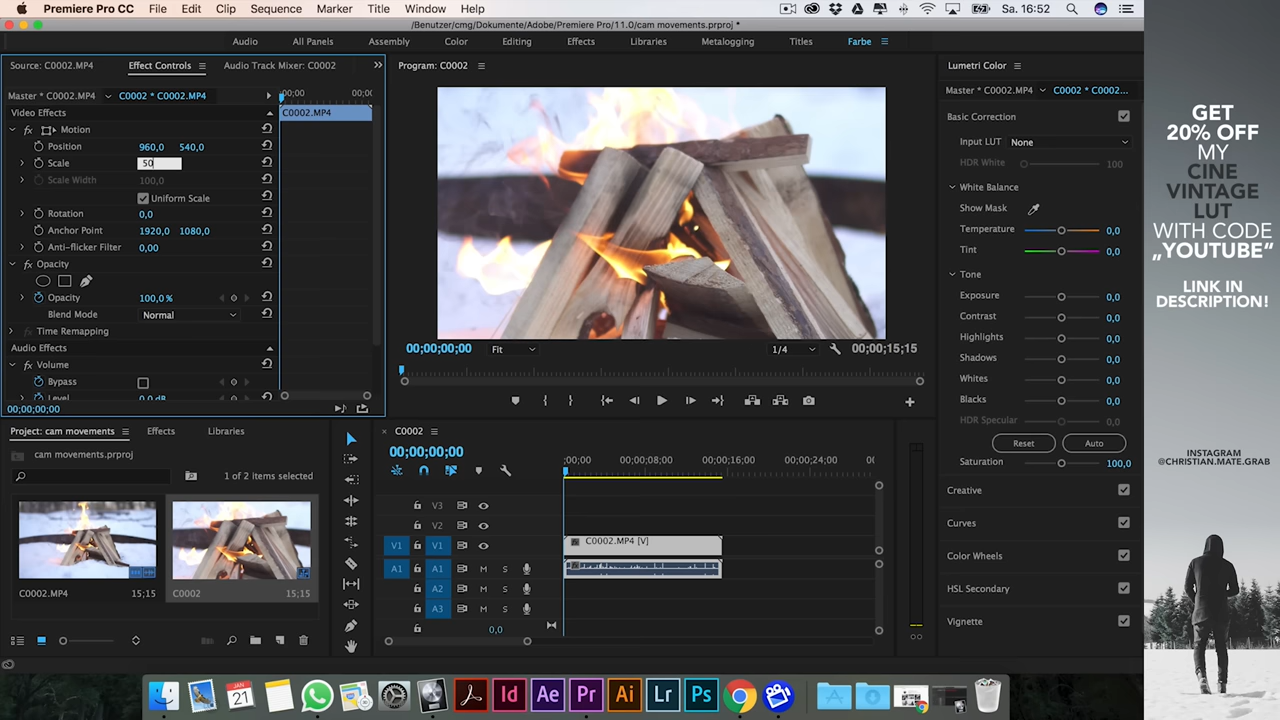 Premiere Pro CC File Edit Clip Sequence Marker Title Window Help Sa. 16:52
/Benutzer/cmg/Dokumente/Adobe/Premiere Pro/11.0/cam movements.prproj *
Audio All Panels Assembly Color Editing Effects Libraries Metalogging Titles Farbe
Source: C0002.MP4 Effect Controls Audio Track Mixer: C0002
Master * C0002.MP4 C0002 * C0002.MP4
Video Effects
C0002.MP4
Motion
Position 960,0 540,0
Scale 50
Scale Width 100,0
Uniform Scale
Rotation 0,0
Anchor Point 1920,0 1080,0
Anti-flicker Filter 0,00
Opacity
Opacity 100,0 %
Blend Mode Normal
Time Remapping
Audio Effects
Volume
Bypass
Level 0,0 dB
00;00;00;00
Program: C0002
00;00;00;00 Fit 1/4 00;00;15;15
Lumetri Color
Master * C0002.MP4 C0002 * C0002...
Basic Correction
Input LUT None
HDR White 100
White Balance
Show Mask
Temperature 0,0
Tint 0,0
Tone
Exposure 0,0
Contrast 0,0
Highlights 0,0
Shadows 0,0
Whites 0,0
Blacks 0,0
HDR Specular 0,0
Reset Auto
Saturation 100,0
Creative
Curves
Color Wheels
HSL Secondary
Vignette
Project: cam movements Effects Libraries
cam movements.prproj
1 of 2 items selected
C0002.MP4 15;15 C0002 15;15
C0002
00;00;00;00
;00;00 00;00;08;00 00;00;16;00 00;00;24;00
V3
V2
V1 V1 C0002.MP4 [V]
A1 A1 M S
A2 M S
A3 M S
0,0
JAN 21 Id Ae Pr Ai Lr Ps
GET
20% OFF
MY
CINE
VINTAGE
LUT
WITH CODE
„YOUTUBE”
LINK IN
DESCRIPTION!
INSTAGRAM
@CHRISTIAN.MATE.GRAB